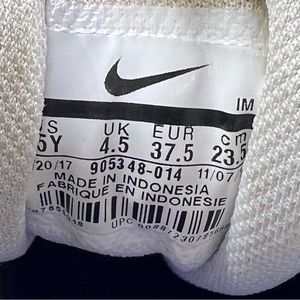 IM
UK EUR cm
5Y 4.5 37.5 23.5
/20/17 905348-014 11/07
MADE IN INDONESIA
FABRIQUE EN INDONESIE
UPC